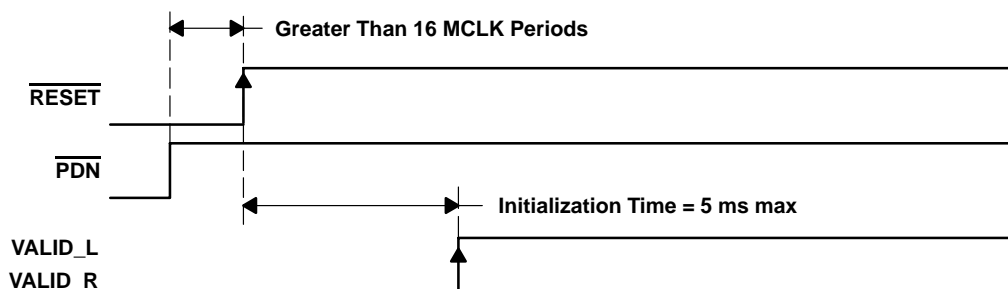 Greater Than 16 MCLK Periods
RESET
PDN
Initialization Time = 5 ms max
VALID_L
VALID_R